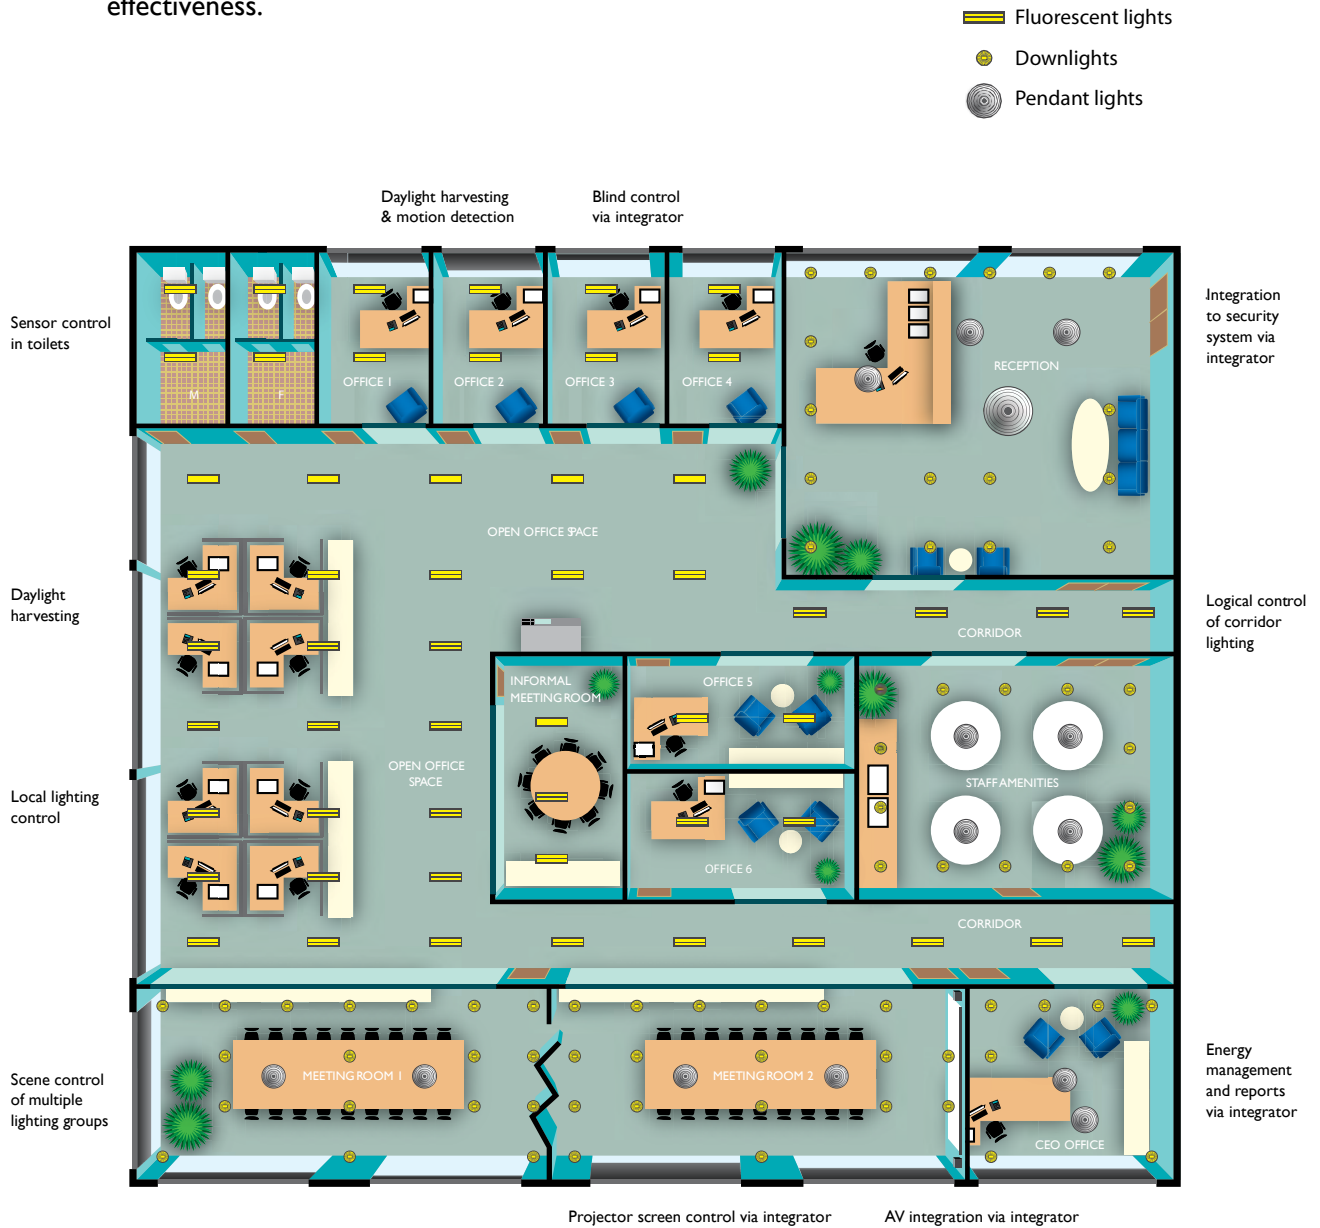 effectiveness.
Fluorescent lights
Downlights
Pendant lights
Daylight harvesting
& motion detection
Blind control
via integrator
Sensor control
in toilets
Integration
to security
system via
integrator
M
F
OFFICE 1
OFFICE 2
OFFICE 3
OFFICE 4
RECEPTION
OPEN OFFICE SPACE
Daylight
harvesting
Logical control
of corridor
lighting
CORRIDOR
INFORMAL
MEETING ROOM
OFFICE 5
OPEN OFFICE
SPACE
STAFF AMENITIES
Local lighting
control
OFFICE 6
CORRIDOR
Scene control
of multiple
lighting groups
MEETING ROOM 1
MEETING ROOM 2
CEO OFFICE
Energy
management
and reports
via integrator
Projector screen control via integrator
AV integration via integrator